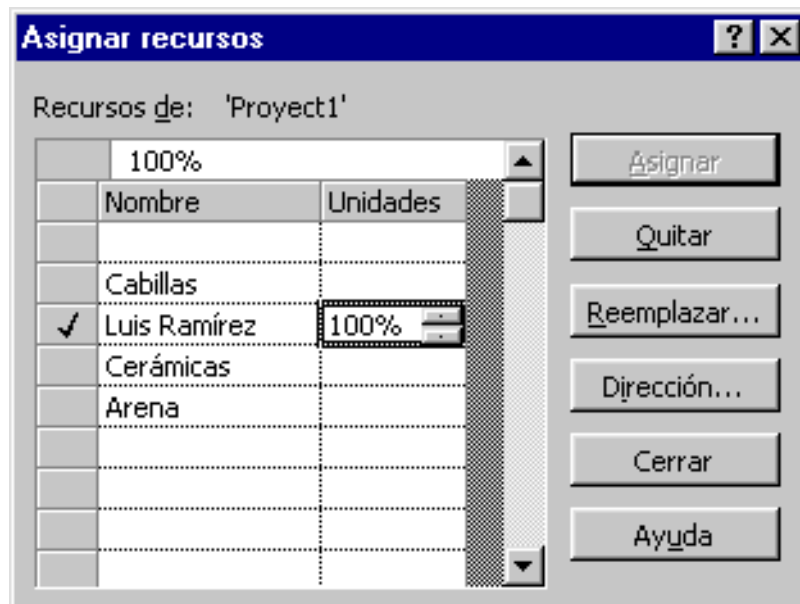 Asignar recursos
Recursos de: 'Proyect1'
100%
Asignar
Nombre Unidades
Quitar
Cabillas
Luis Ramírez 100%
Reemplazar...
Cerámicas
Dirección...
Arena
Cerrar
Ayuda